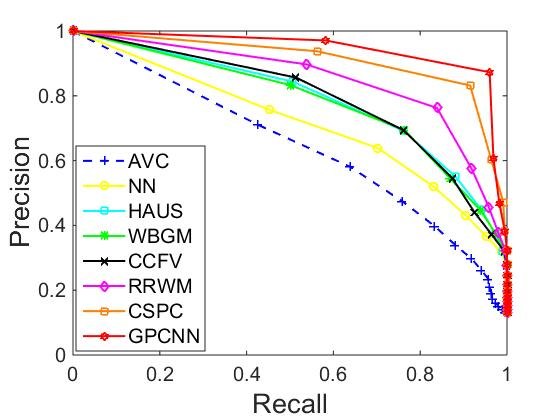 1
0.8
0.6
0.4
0.2
0
Precision
AVC
NN
HAUS
WBGM
CCFV
RRWM
CSPC
GPCNN
0 0.2 0.4 0.6 0.8 1
Recall